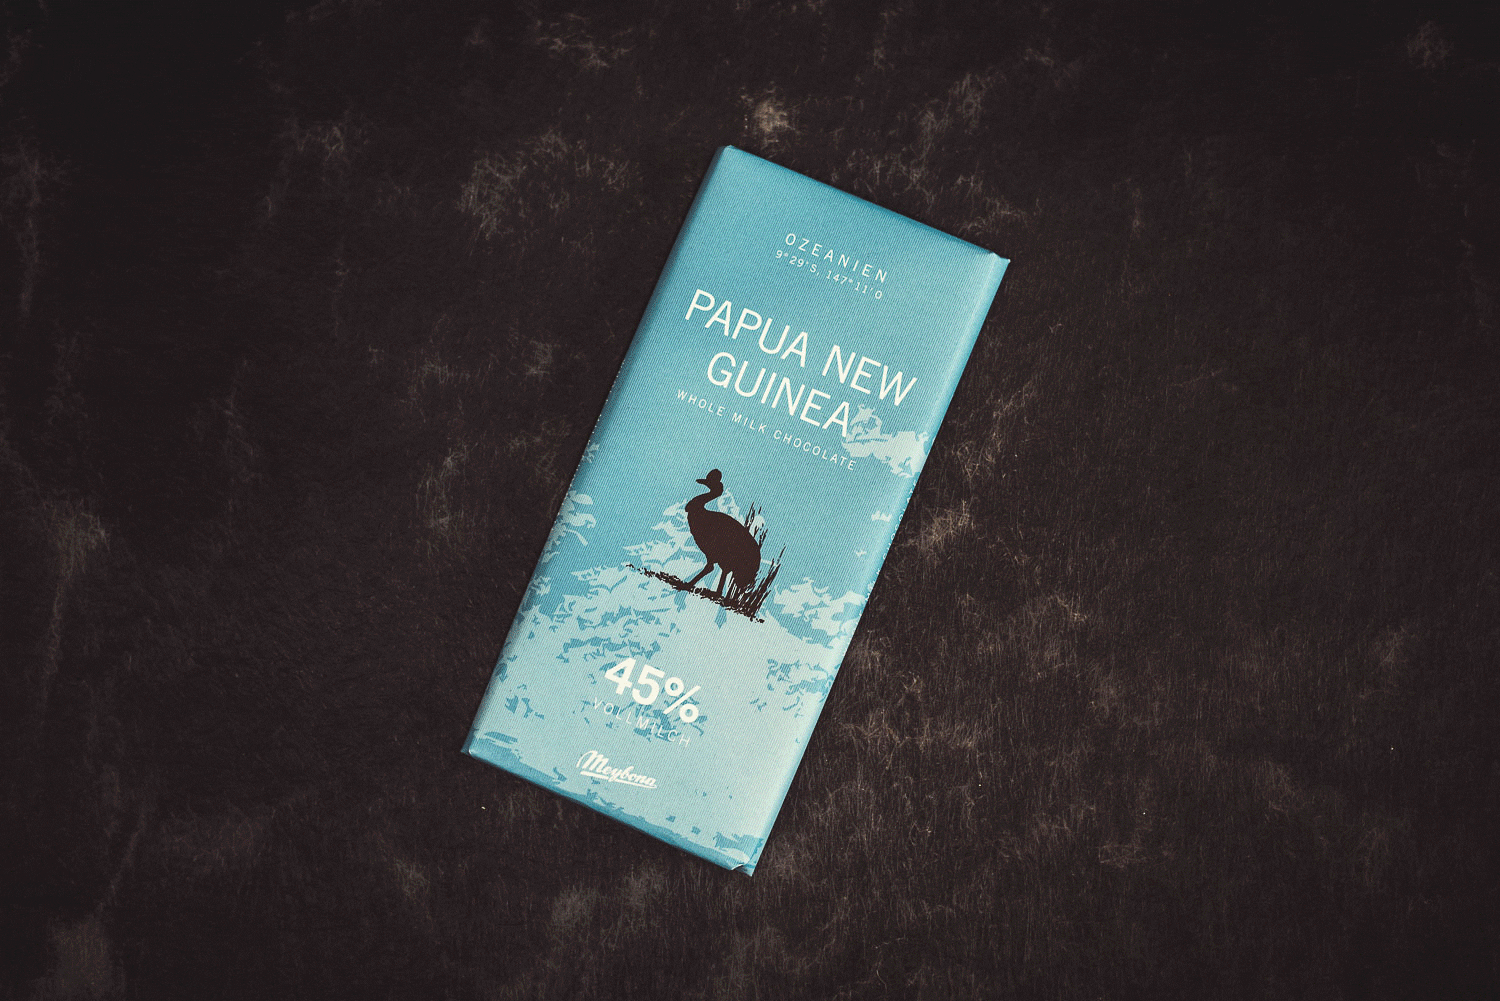 OZEANIEN
9°29'S, 147°11'O
PAPUA NEW
GUINEA
WHOLE MILK CHOCOLATE
45%
VOLLMILCH
Meybona